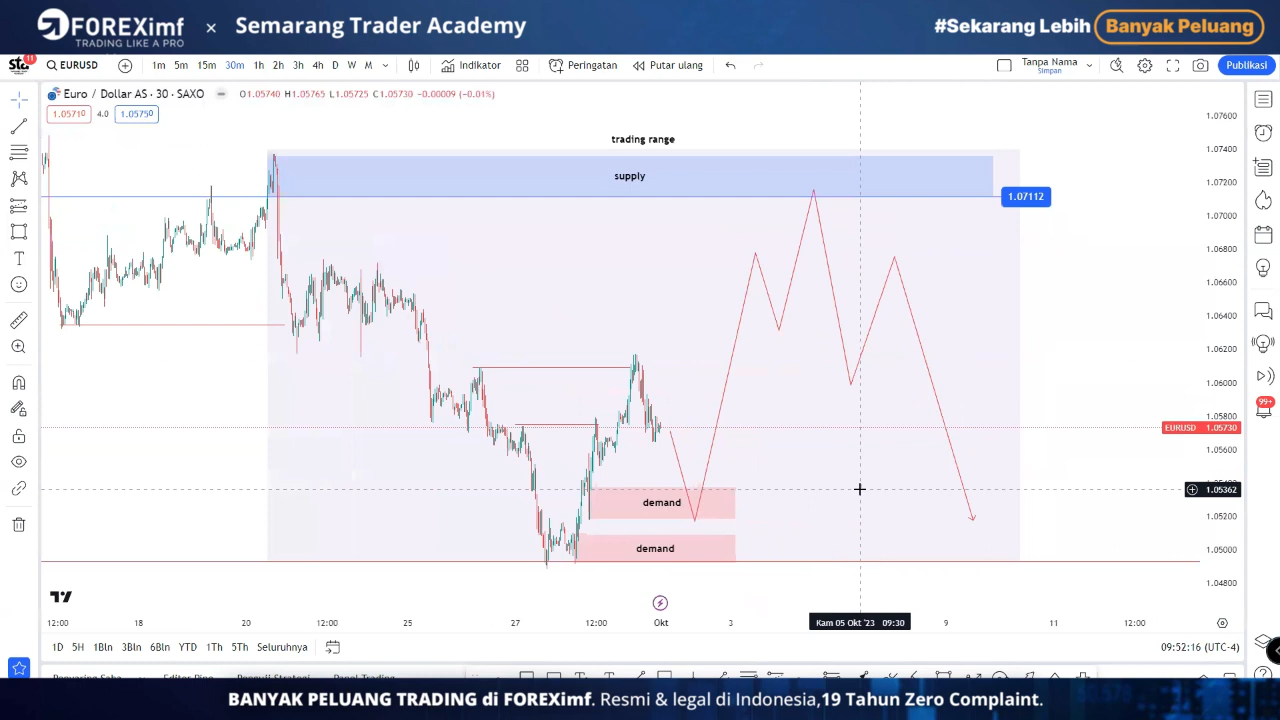 FOREXimf
TRADING LIKE A PRO
×
Semarang Trader Academy
#Sekarang Lebih Banyak Peluang
sta 11
EURUSD
1m 5m 15m 30m 1h 2h 3h 4h D W M
Indikator
Peringatan
Putar ulang
Tanpa Nama
Simpan
Publikasi
Euro / Dollar AS · 30 · SAXO
O1.05740 H1.05765 L1.05725 C1.05730 −0.00009 (−0.01%)
1.05710 4.0 1.05750
trading range
supply
1.07112
demand
demand
1.07600
1.07400
1.07200
1.07000
1.06800
1.06600
1.06400
1.06200
1.06000
1.05800
EURUSD 1.05730
1.05600
1.05362
1.05200
1.05000
1.04800
99+
12:00 18 20 12:00 25 27 12:00 Okt 3 Kam 05 Okt '23 09:30 9 11 12:00
1D 5H 1Bln 3Bln 6Bln YTD 1Th 5Th Seluruhnya
09:52:16 (UTC-4)
BANYAK PELUANG TRADING di FOREXimf. Resmi & legal di Indonesia,19 Tahun Zero Complaint.